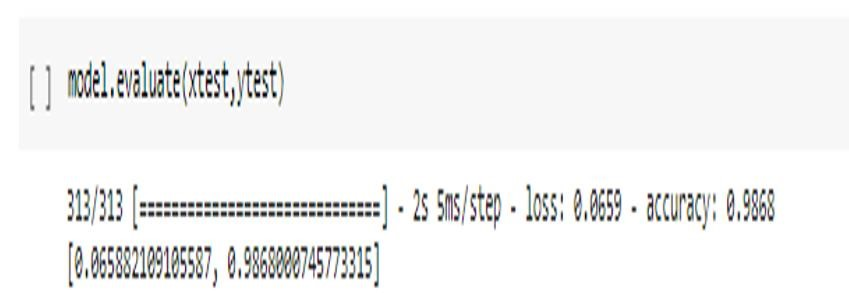 [ ] model.evaluate(xtest,ytest)
313/313 [==============================] - 2s 5ms/step - loss: 0.0659 - accuracy: 0.9868
[0.065882109105587, 0.9868000745773315]